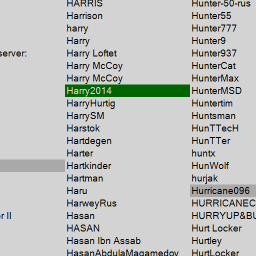 server:
er II
HARRIS
Harrison
harry
Harry
Harry Loftet
Harry McCoy
Harry McCoy
Harry2014
HarryHurtig
HarrySM
Harstok
Hartdegen
Harter
Hartkinder
Hartman
Haru
HarweyRus
Hasan
HASAN
Hasan Ibn Assab
HasanAbdulaMagamedov
Hunter-50-rus
Hunter55
Hunter777
Hunter9
Hunter937
HunterCat
HunterMax
HunterMSD
Huntertim
Huntsman
HunTTecH
HunTTer
huntx
HunWolf
hurjak
Hurricane096
HURRICANEC
HURRYUP&BU
Hurt Locker
Hurtley
HurtLocker